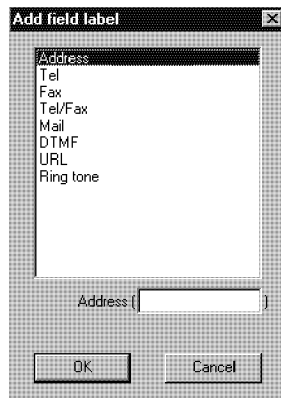 Add field label
Address
Tel
Fax
Tel/Fax
Mail
DTMF
URL
Ring tone
Address ( )
OK Cancel